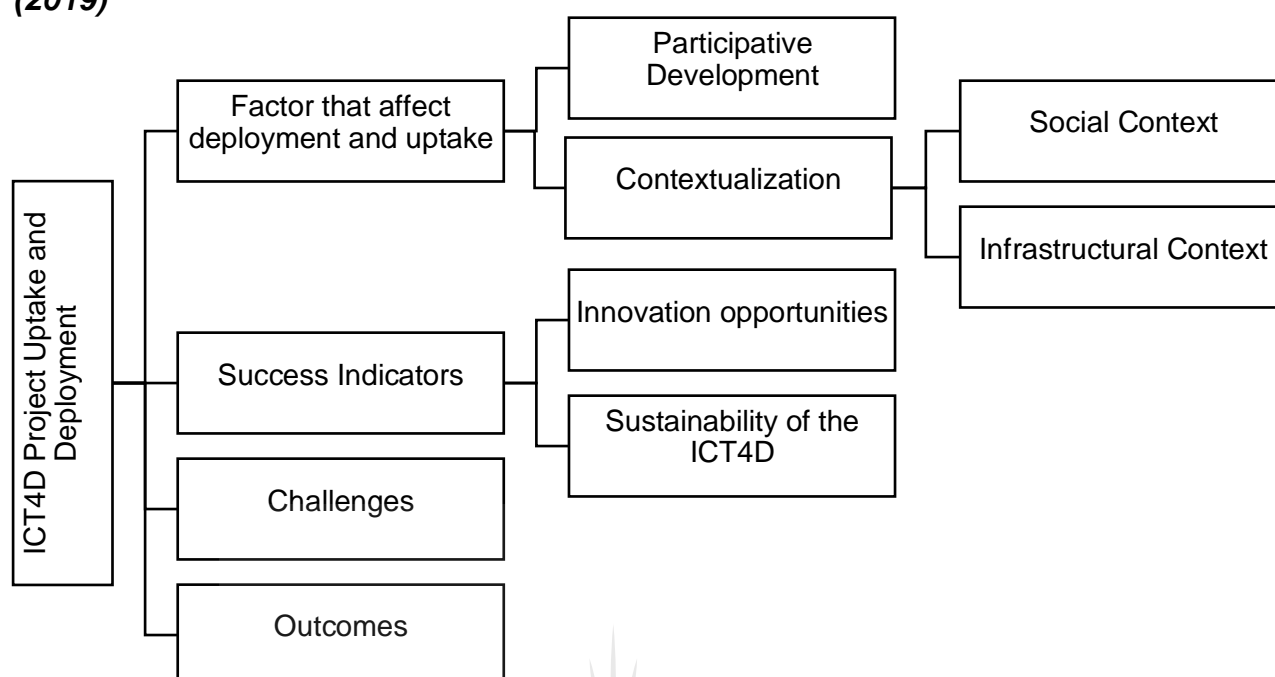 (2019)
ICT4D Project Uptake and
Deployment
Factor that affect
deployment and uptake
Participative
Development
Contextualization
Social Context
Infrastructural Context
Success Indicators
Innovation opportunities
Sustainability of the
ICT4D
Challenges
Outcomes